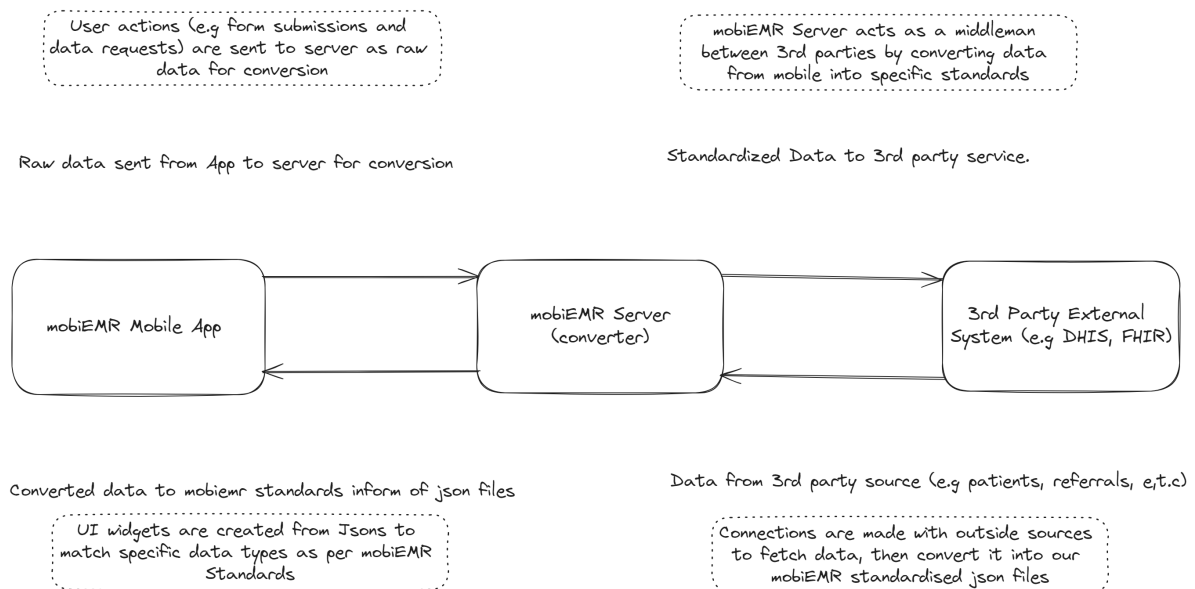 User actions (e.g form submissions and
data requests) are sent to server as raw
data for conversion
mobiEMR Server acts as a middleman
between 3rd parties by converting data
from mobile into specific standards
Raw data sent from App to server for conversion
Standardized Data to 3rd party service.
mobiEMR Mobile App
mobiEMR Server
(converter)
3rd Party External
System (e.g DHIS, FHIR)
Converted data to mobiemr standards inform of json files
Data from 3rd party source (e.g patients, referrals, e,t.c)
UI widgets are created from Jsons to
match specific data types as per mobiEMR
Standards
Connections are made with outside sources
to fetch data, then convert it into our
mobiEMR standardised json files